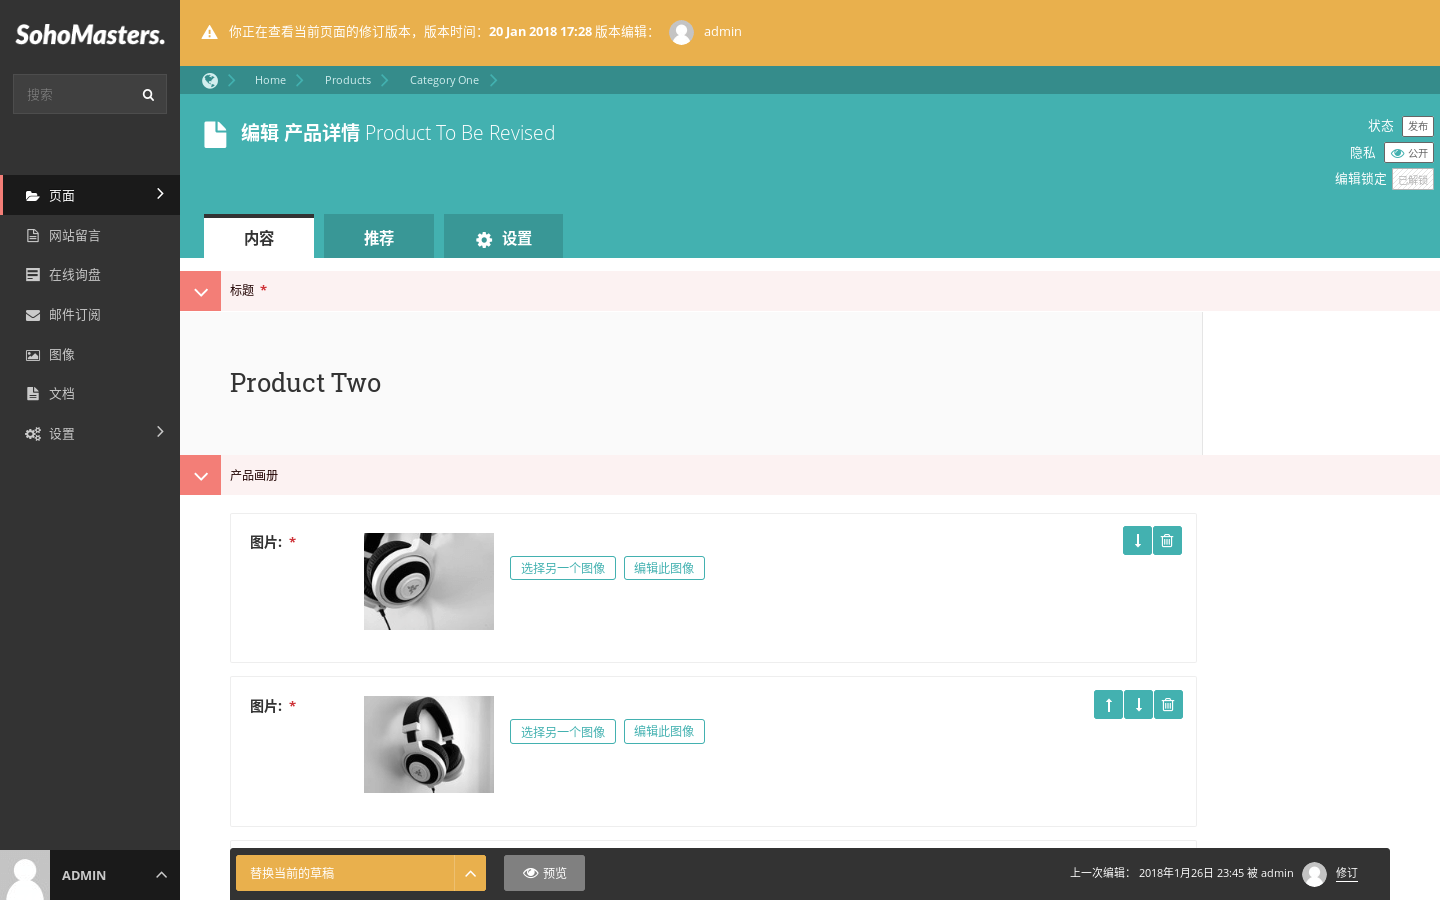 SohoMasters.
搜索
页面
网站留言
在线询盘
邮件订阅
图像
文档
设置
ADMIN
你正在查看当前页面的修订版本，版本时间：20 Jan 2018 17:28 版本编辑： admin
Home Products Category One
编辑 产品详情 Product To Be Revised
状态 发布
隐私 公开
编辑锁定 已解锁
内容 推荐 设置
标题 *
Product Two
产品画册
图片: *
选择另一个图像 编辑此图像
图片: *
选择另一个图像 编辑此图像
替换当前的草稿 预览 上一次编辑： 2018年1月26日 23:45 被 admin 修订